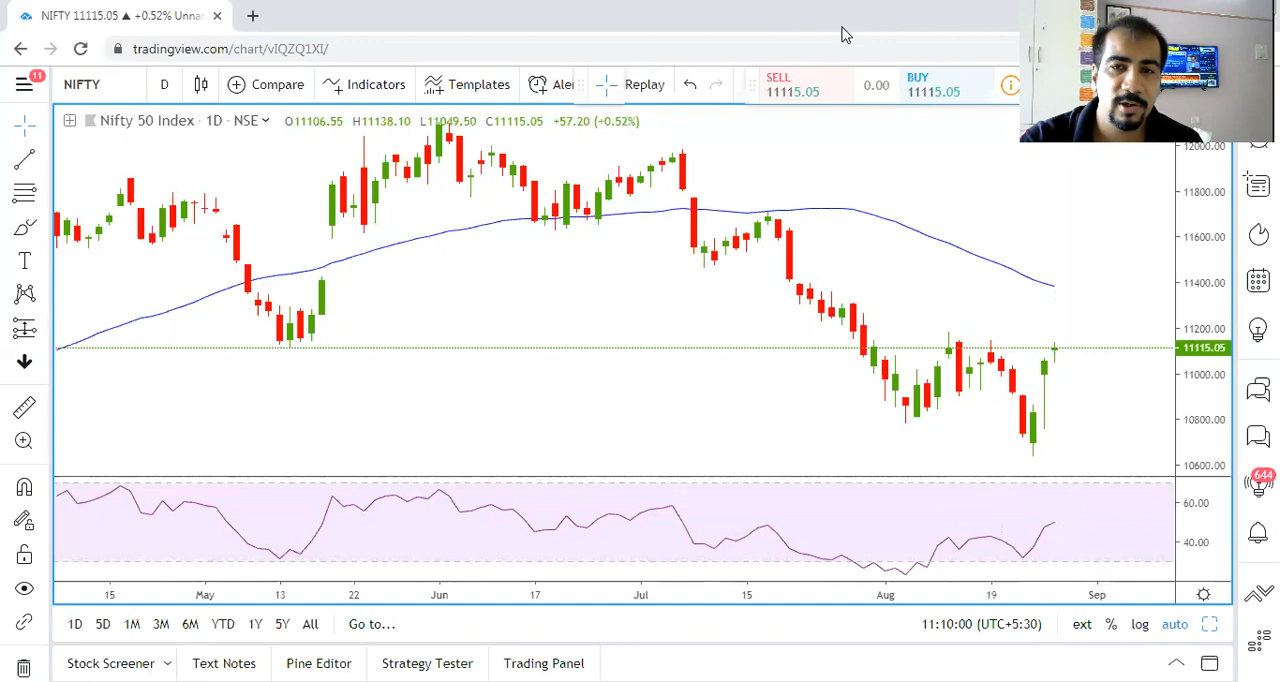 NIFTY 11115.05 ▲ +0.52% Unna
tradingview.com/chart/vIQZQ1XI/
11
NIFTY
D
Compare
Indicators
Templates
Ale
Replay
SELL
11115.05
0.00
BUY
11115.05
Nifty 50 Index · 1D · NSE O11106.55 H11138.10 L11049.50 C11115.05 +57.20 (+0.52%)
12000.00
11800.00
11600.00
11400.00
11200.00
11115.05
11000.00
10800.00
10600.00
60.00
40.00
644
15 May 13 22 Jun 17 Jul 15 Aug 19 Sep
1D 5D 1M 3M 6M YTD 1Y 5Y All Go to... 11:10:00 (UTC+5:30) ext % log auto
Stock Screener Text Notes Pine Editor Strategy Tester Trading Panel